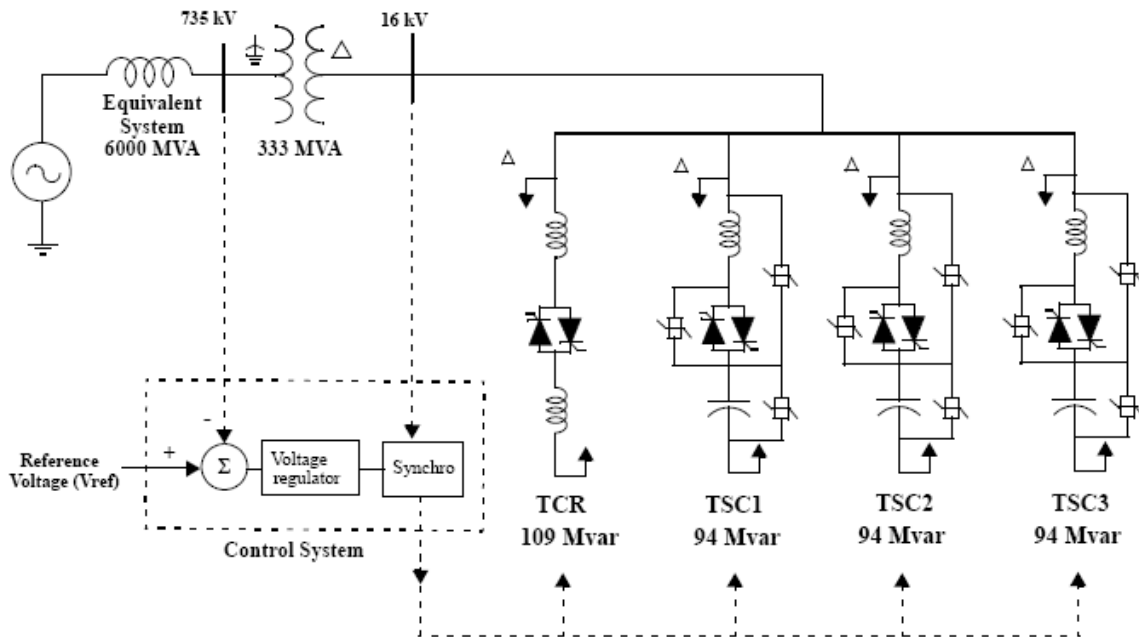 735 kV
16 kV
Δ
Equivalent
System
6000 MVA
333 MVA
Δ
Δ
Δ
Δ
-
+
Reference
Voltage (Vref)
Σ
Voltage
regulator
Synchro
Control System
TCR
109 Mvar
TSC1
94 Mvar
TSC2
94 Mvar
TSC3
94 Mvar